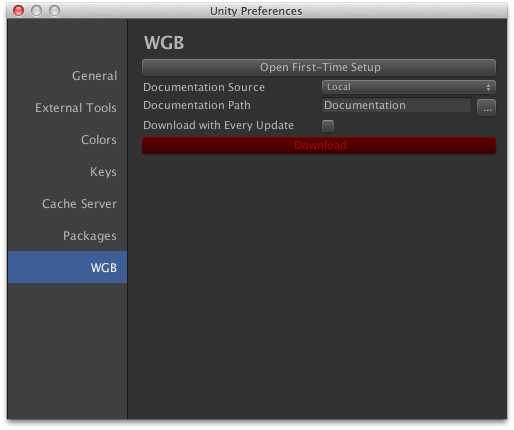 Unity Preferences
General
External Tools
Colors
Keys
Cache Server
Packages
WGB
WGB
Open First-Time Setup
Documentation Source Local
Documentation Path Documentation ...
Download with Every Update
Download